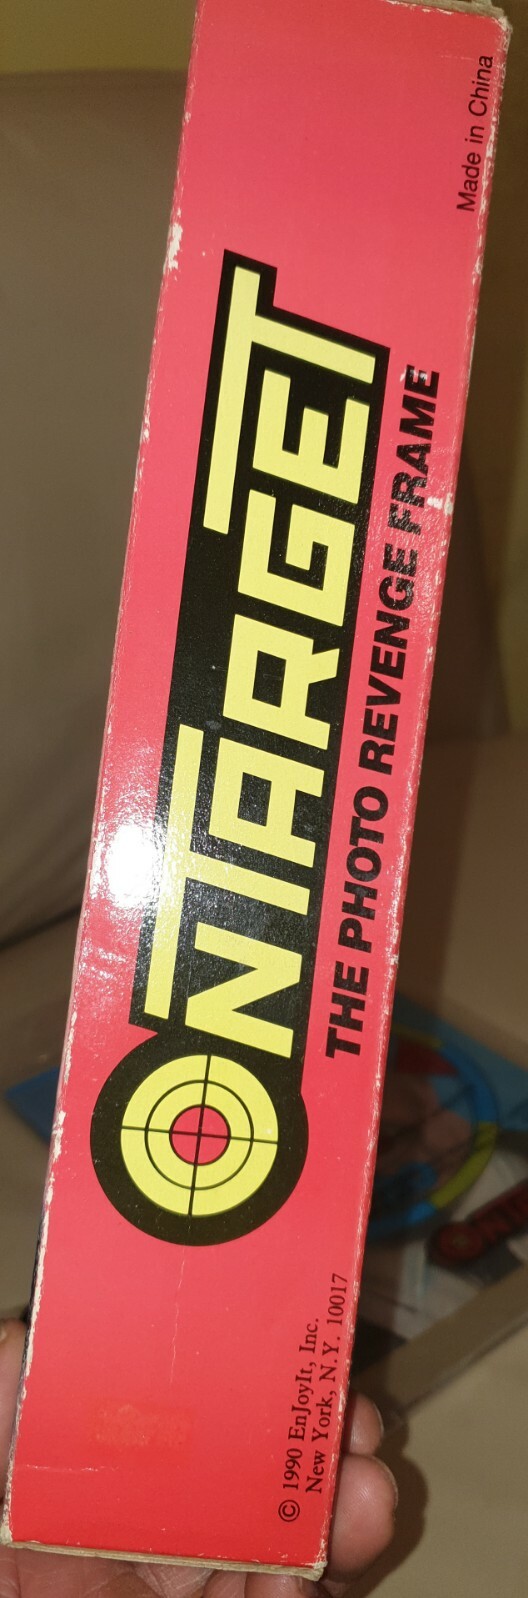 ONTARGET
THE PHOTO REVENGE FRAME
© 1990 EnJoyIt, Inc.
New York, N.Y. 10017
Made in China